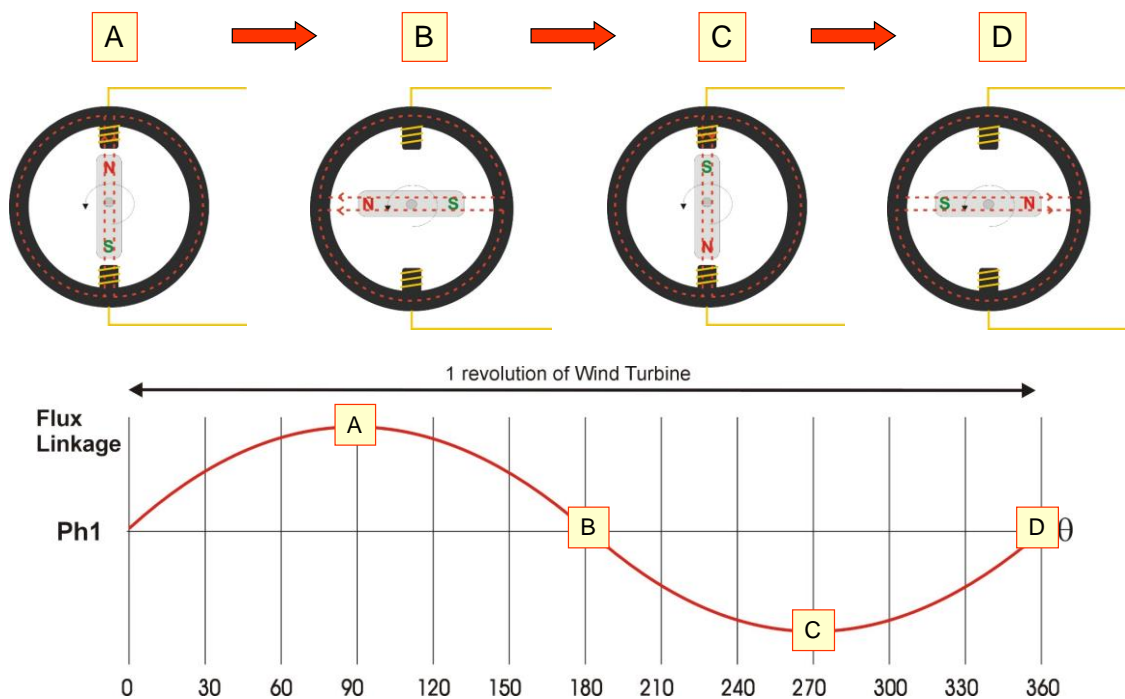 A
B
C
D
N
S
N
S
S
N
S
N
1 revolution of Wind Turbine
Flux
Linkage
A
Ph1
B
D
θ
C
0 30 60 90 120 150 180 210 240 270 300 330 360